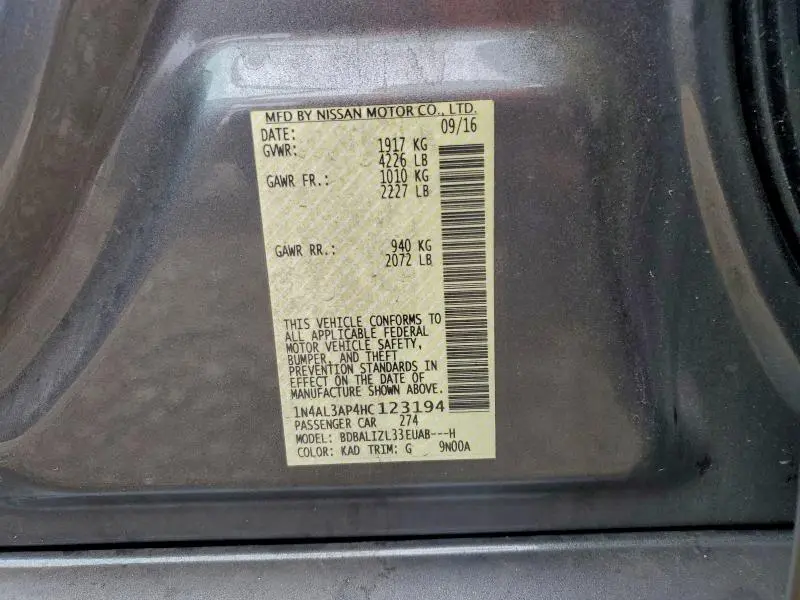 MFD BY NISSAN MOTOR CO., LTD.
DATE: 09/16
GVWR: 1917 KG
4226 LB
GAWR FR.: 1010 KG
2227 LB
GAWR RR.: 940 KG
2072 LB
THIS VEHICLE CONFORMS TO
ALL APPLICABLE FEDERAL
MOTOR VEHICLE SAFETY,
BUMPER, AND THEFT
PREVENTION STANDARDS IN
EFFECT ON THE DATE OF
MANUFACTURE SHOWN ABOVE.
1N4AL3AP4HC123194
PASSENGER CAR 274
MODEL: BDBALIZL33EUAB---H
COLOR: KAD TRIM: G 9N00A